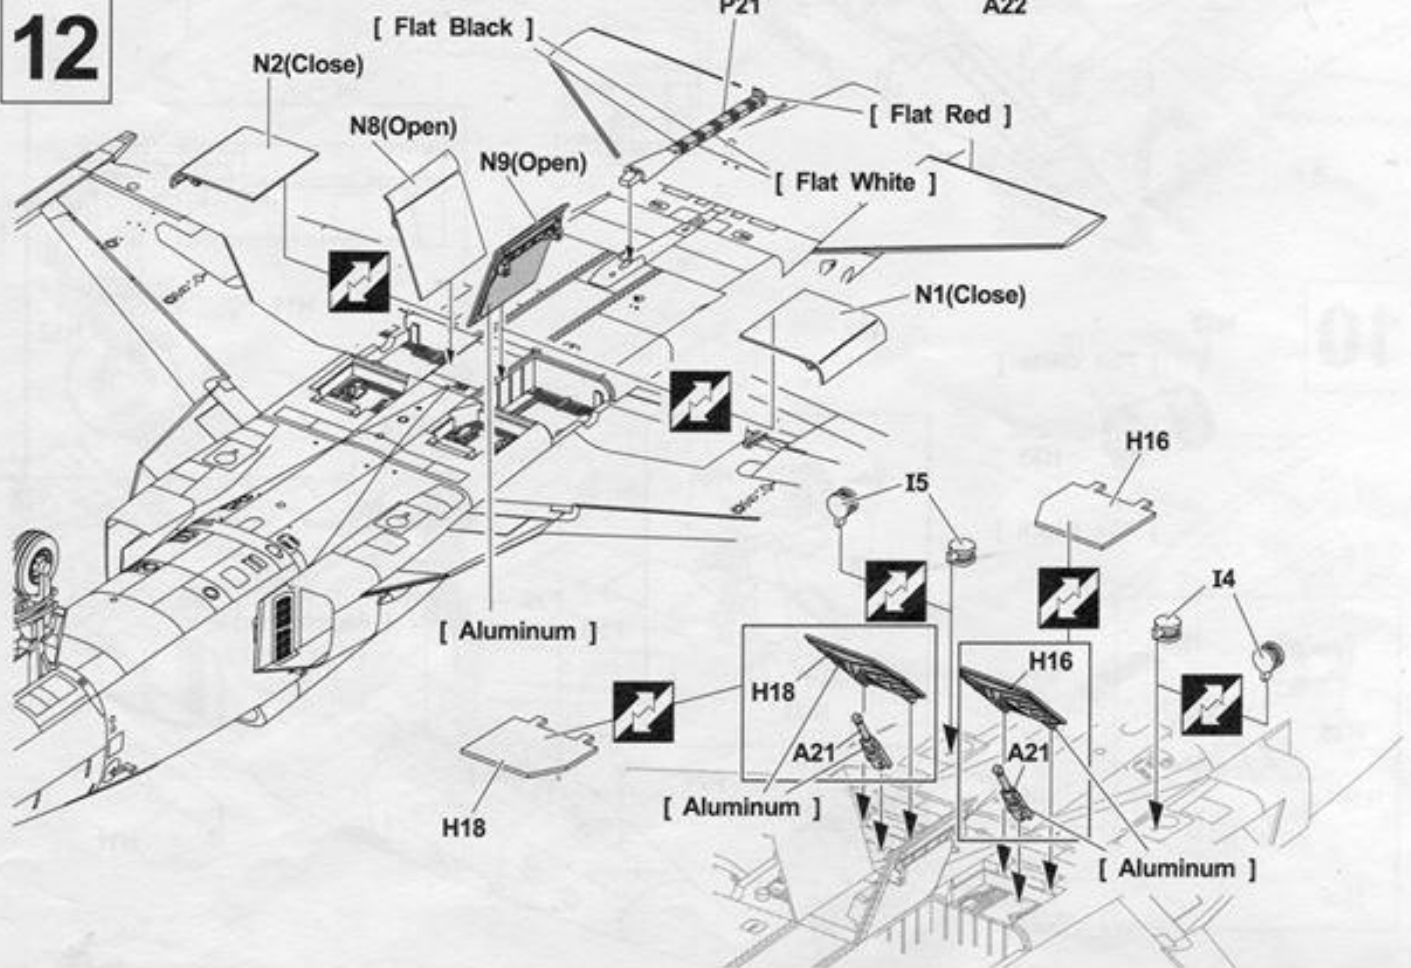 12
P21
A22
[ Flat Black ]
N2(Close)
[ Flat Red ]
N8(Open)
N9(Open)
[ Flat White ]
N1(Close)
H16
I5
I4
[ Aluminum ]
H16
H18
A21
A21
[ Aluminum ]
H18
[ Aluminum ]